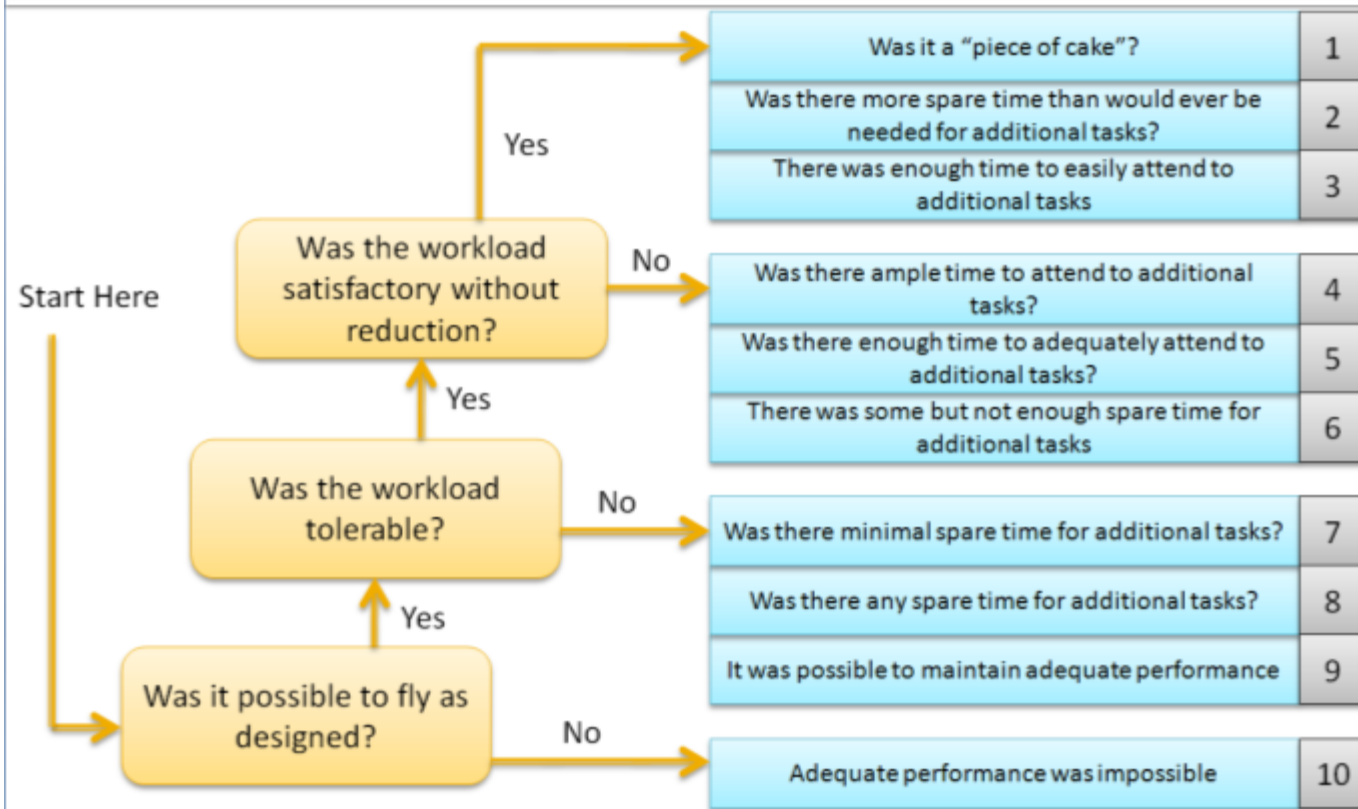 Was it a “piece of cake”?
1
Was there more spare time than would ever be
needed for additional tasks?
2
Yes
There was enough time to easily attend to
additional tasks
3
Was the workload
satisfactory without
reduction?
No
Was there ample time to attend to additional
tasks?
4
Start Here
Was there enough time to adequately attend to
additional tasks?
5
Yes
There was some but not enough spare time for
additional tasks
6
Was the workload
tolerable?
No
Was there minimal spare time for additional tasks?
7
Yes
Was there any spare time for additional tasks?
8
It was possible to maintain adequate performance
9
Was it possible to fly as
designed?
No
Adequate performance was impossible
10